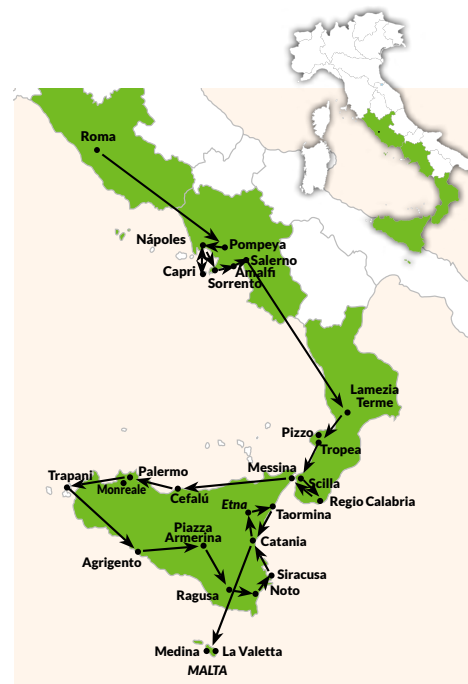 Roma
Nápoles
Pompeya
Salerno
Capri
Amalfi
Sorrento
Lamezia
Terme
Pizzo
Tropea
Messina
Scilla
Trapani
Palermo
Monreale
Cefalú
Regio Calabria
Etna
Taormina
Piazza
Armerina
Catania
Agrigento
Siracusa
Ragusa
Noto
Medina
La Valetta
MALTA